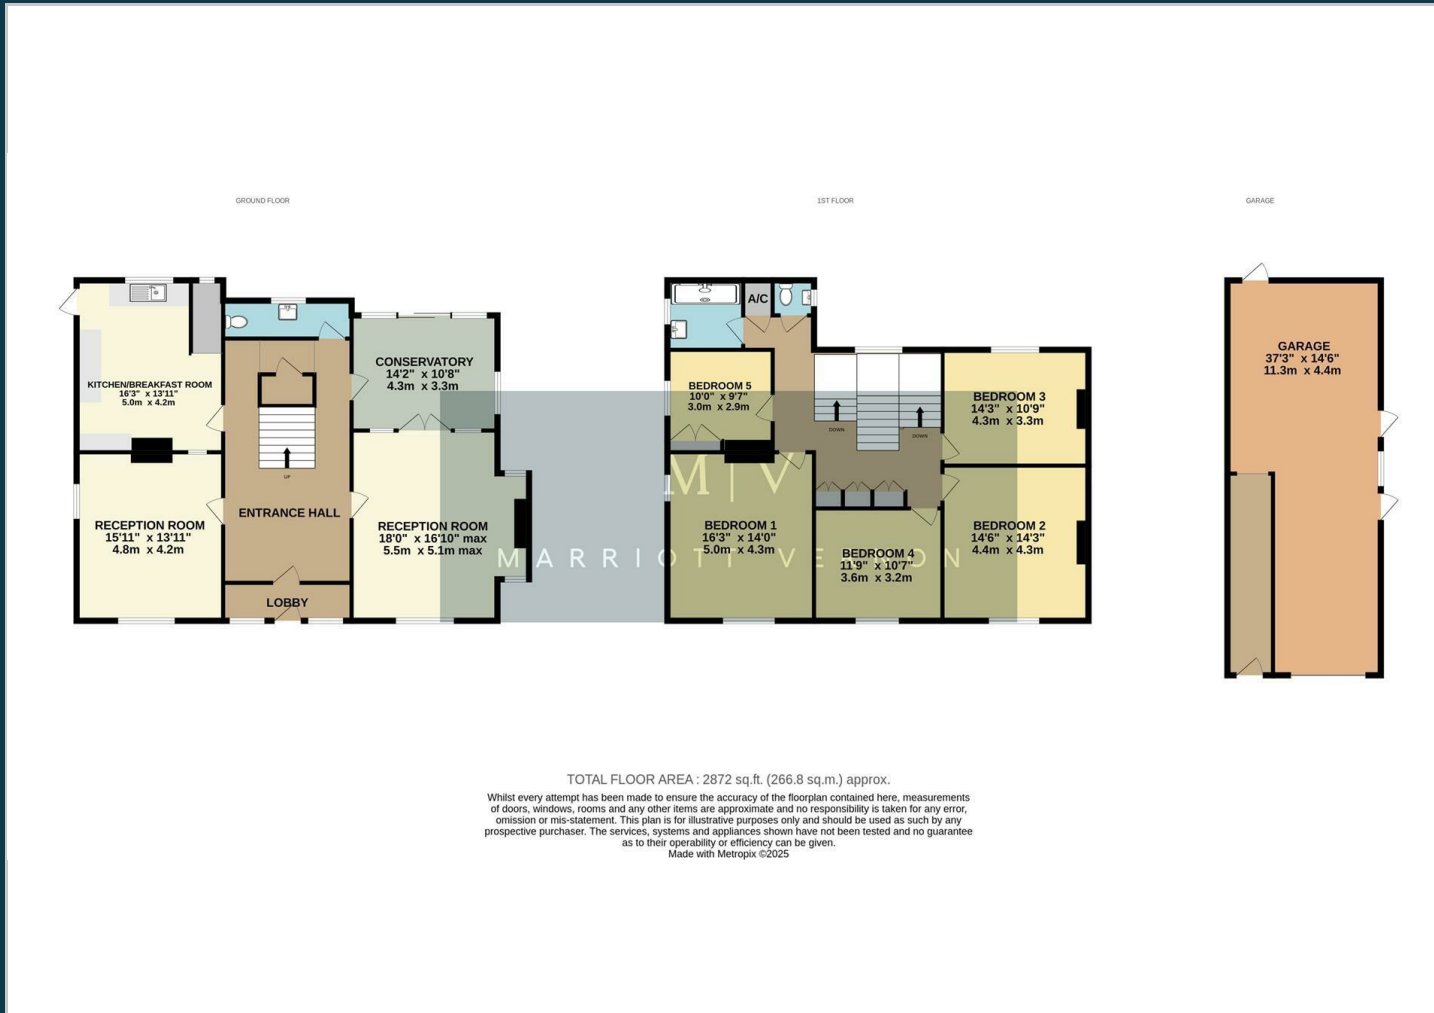 GROUND FLOOR
KITCHEN/BREAKFAST ROOM
16'3" x 13'11"
5.0m x 4.2m
CONSERVATORY
14'2" x 10'8"
4.3m x 3.3m
UP
ENTRANCE HALL
RECEPTION ROOM
15'11" x 13'11"
4.8m x 4.2m
RECEPTION ROOM
18'0" x 16'10" max
5.5m x 5.1m max
LOBBY
1ST FLOOR
A/C
BEDROOM 5
10'0" x 9'7"
3.0m x 2.9m
DOWN
DOWN
BEDROOM 3
14'3" x 10'9"
4.3m x 3.3m
BEDROOM 1
16'3" x 14'0"
5.0m x 4.3m
BEDROOM 4
11'9" x 10'7"
3.6m x 3.2m
BEDROOM 2
14'6" x 14'3"
4.4m x 4.3m
M | V
MARRIOTT VERNON
GARAGE
GARAGE
37'3" x 14'6"
11.3m x 4.4m
TOTAL FLOOR AREA : 2872 sq.ft. (266.8 sq.m.) approx.
Whilst every attempt has been made to ensure the accuracy of the floorplan contained here, measurements
of doors, windows, rooms and any other items are approximate and no responsibility is taken for any error,
omission or mis-statement. This plan is for illustrative purposes only and should be used as such by any
prospective purchaser. The services, systems and appliances shown have not been tested and no guarantee
as to their operability or efficiency can be given.
Made with Metropix ©2025